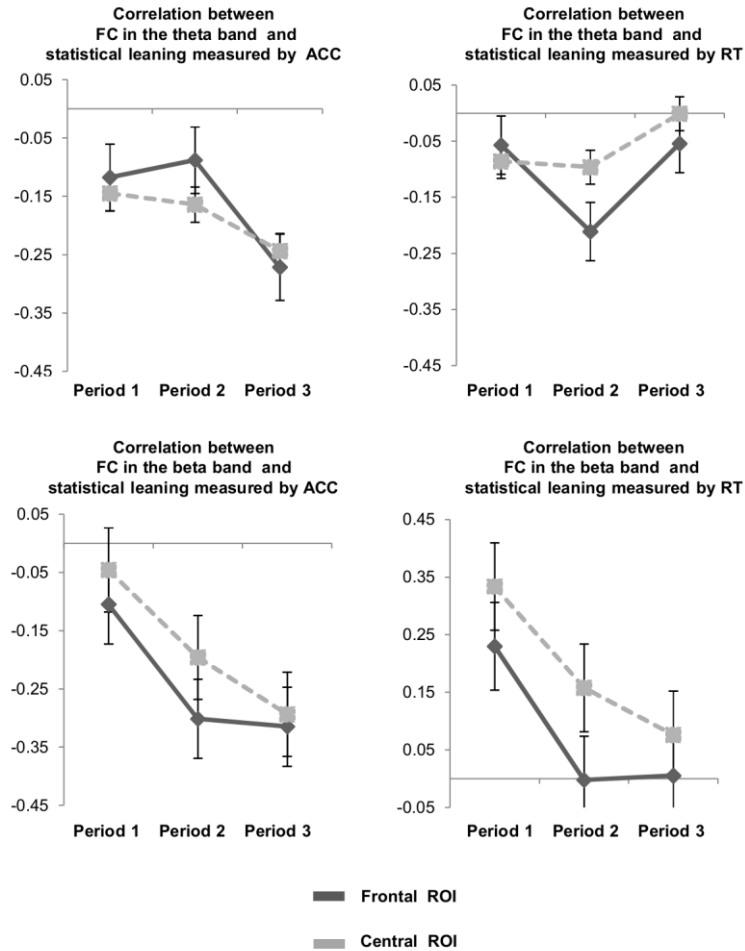 Correlation between
FC in the theta band and
statistical leaning measured by ACC
0.05
-0.05
-0.15
-0.25
-0.35
-0.45
Period 1 Period 2 Period 3
Correlation between
FC in the theta band and
statistical leaning measured by RT
0.05
-0.05
-0.15
-0.25
-0.35
-0.45
Period 1 Period 2 Period 3
Correlation between
FC in the beta band and
statistical leaning measured by ACC
0.05
-0.05
-0.15
-0.25
-0.35
-0.45
Period 1 Period 2 Period 3
Correlation between
FC in the beta band and
statistical leaning measured by RT
0.45
0.35
0.25
0.15
0.05
-0.05
Period 1 Period 2 Period 3
Frontal ROI
Central ROI